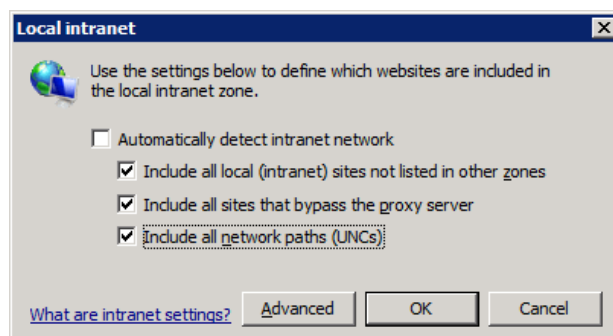 Local intranet
Use the settings below to define which websites are included in
the local intranet zone.
Automatically detect intranet network
Include all local (intranet) sites not listed in other zones
Include all sites that bypass the proxy server
Include all network paths (UNCs)
What are intranet settings? Advanced OK Cancel